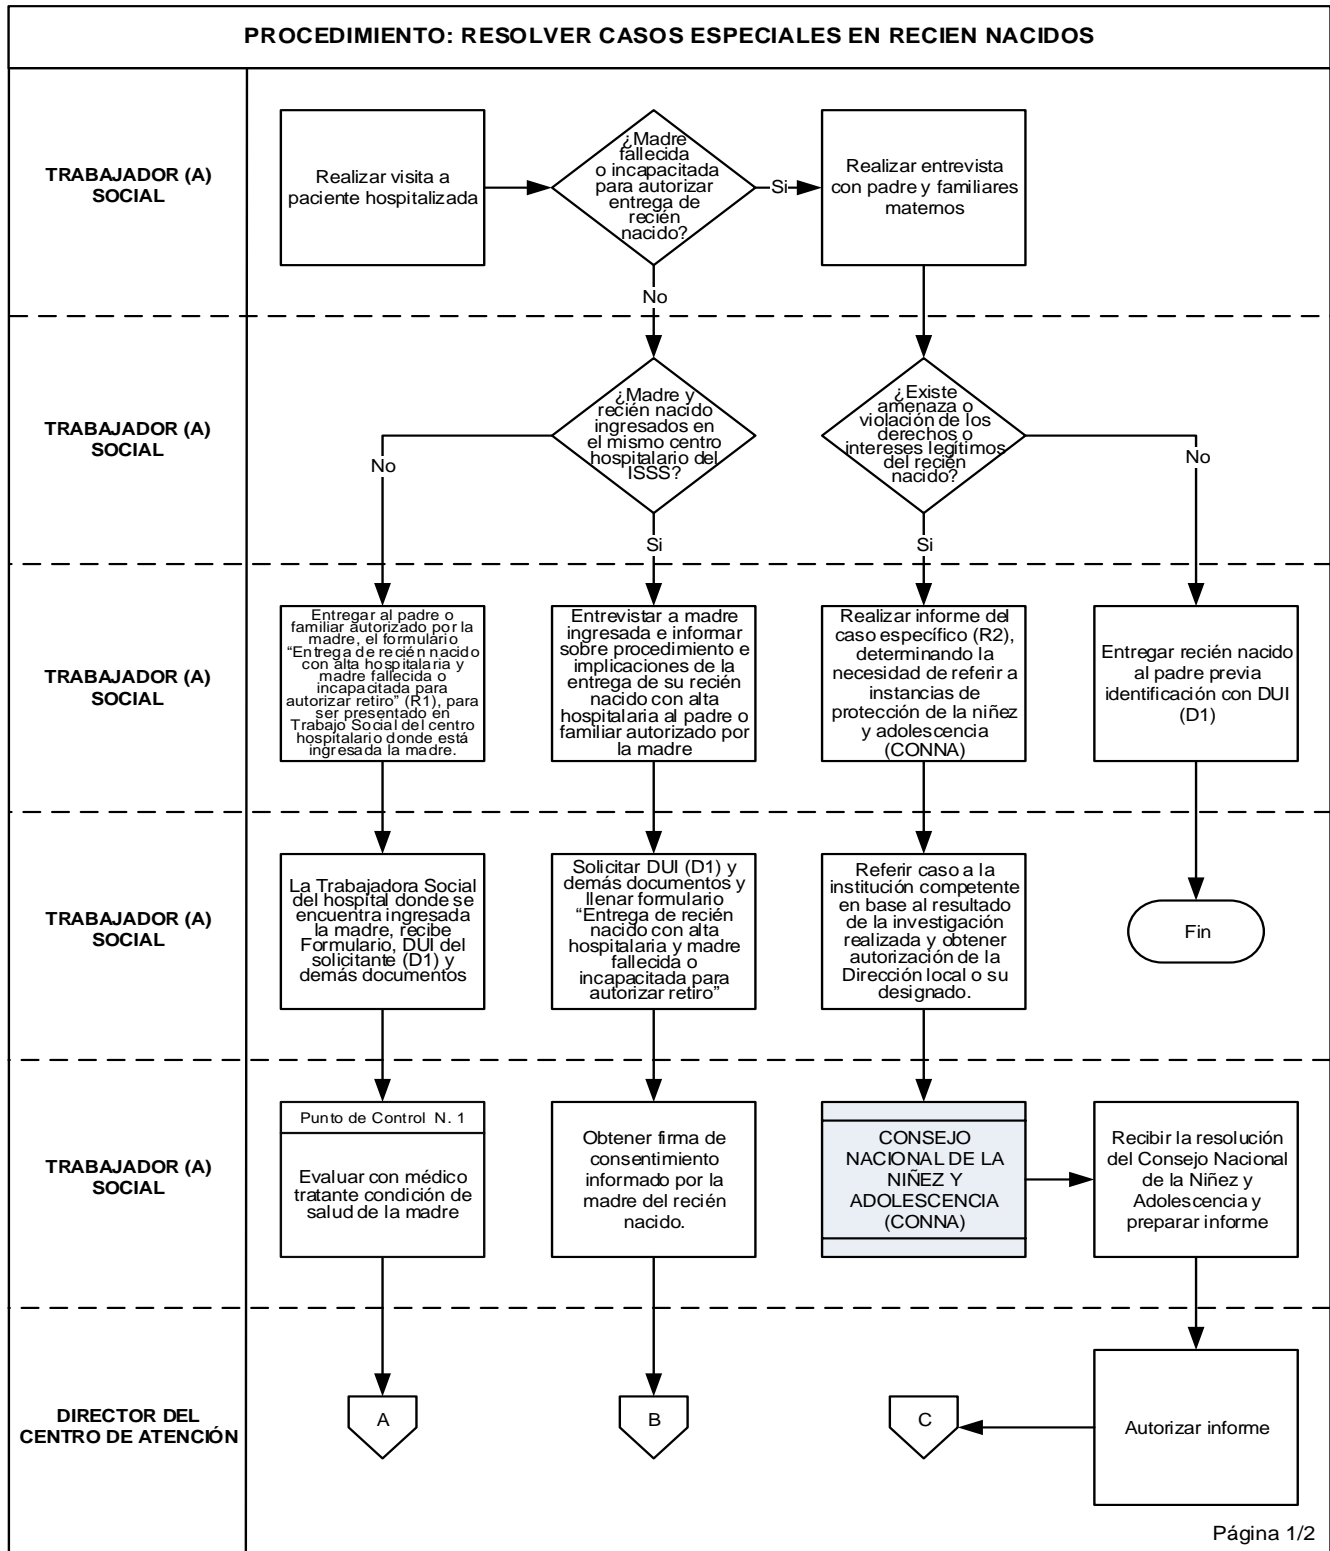 PROCEDIMIENTO: RESOLVER CASOS ESPECIALES EN RECIEN NACIDOS
TRABAJADOR (A)
SOCIAL
Realizar visita a
paciente hospitalizada
¿Madre
fallecida
o incapacitada
para autorizar
entrega de
recién
nacido?
Si
Realizar entrevista
con padre y familiares
maternos
No
TRABAJADOR (A)
SOCIAL
¿Madre y
recién nacido
ingresados en
el mismo centro
hospitalario del
ISSS?
¿Existe
amenaza o
violación de los
derechos o
intereses legítimos
del recién
nacido?
No
No
Si
Si
TRABAJADOR (A)
SOCIAL
Entregar al padre o
familiar autorizado por la
madre, el formulario
“Entrega de recién nacido
con alta hospitalaria y
madre fallecida o
incapacitada para
autorizar retiro” (R1), para
ser presentado en
Trabajo Social del centro
hospitalario donde está
ingresada la madre.
Entrevistar a madre
ingresada e informar
sobre procedimiento e
implicaciones de la
entrega de su recién
nacido con alta
hospitalaria al padre o
familiar autorizado por
la madre
Realizar informe del
caso específico (R2),
determinando la
necesidad de referir a
instancias de
protección de la niñez
y adolescencia
(CONNA)
Entregar recién nacido
al padre previa
identificación con DUI
(D1)
TRABAJADOR (A)
SOCIAL
La Trabajadora Social
del hospital donde se
encuentra ingresada
la madre, recibe
Formulario, DUI del
solicitante (D1) y
demás documentos
Solicitar DUI (D1) y
demás documentos y
llenar formulario
“Entrega de recién
nacido con alta
hospitalaria y madre
fallecida o
incapacitada para
autorizar retiro”
Referir caso a la
institución competente
en base al resultado
de la investigación
realizada y obtener
autorización de la
Dirección local o su
designado.
Fin
TRABAJADOR (A)
SOCIAL
Punto de Control N. 1
Evaluar con médico
tratante condición de
salud de la madre
Obtener firma de
consentimiento
informado por la
madre del recién
nacido.
CONSEJO
NACIONAL DE LA
NIÑEZ Y
ADOLESCENCIA
(CONNA)
Recibir la resolución
del Consejo Nacional
de la Niñez y
Adolescencia y
preparar informe
DIRECTOR DEL
CENTRO DE ATENCIÓN
A
B
C
Autorizar informe
Página 1/2